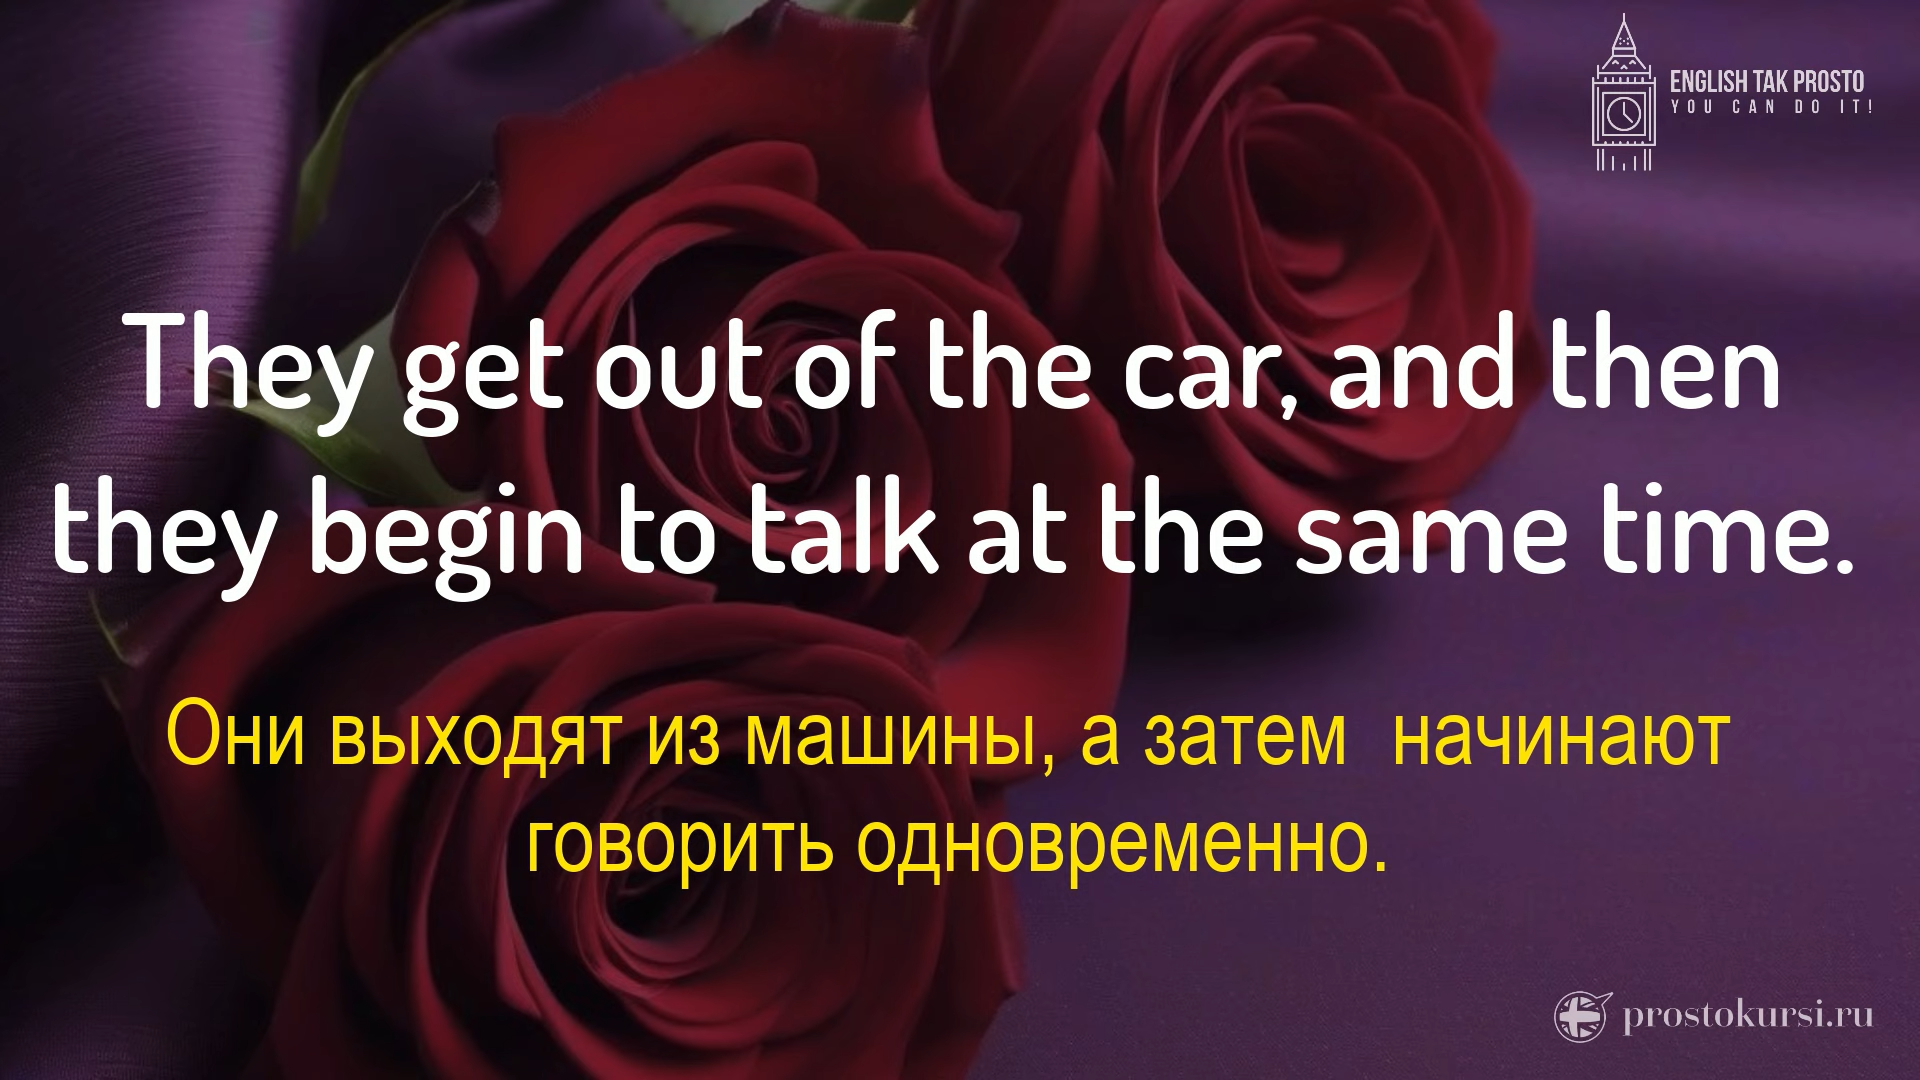 ENGLISH TAK PROSTO
YOU CAN DO IT!
They get out of the car, and then
they begin to talk at the same time.
Они выходят из машины, а затем  начинают
говорить одновременно.
prostokursi.ru